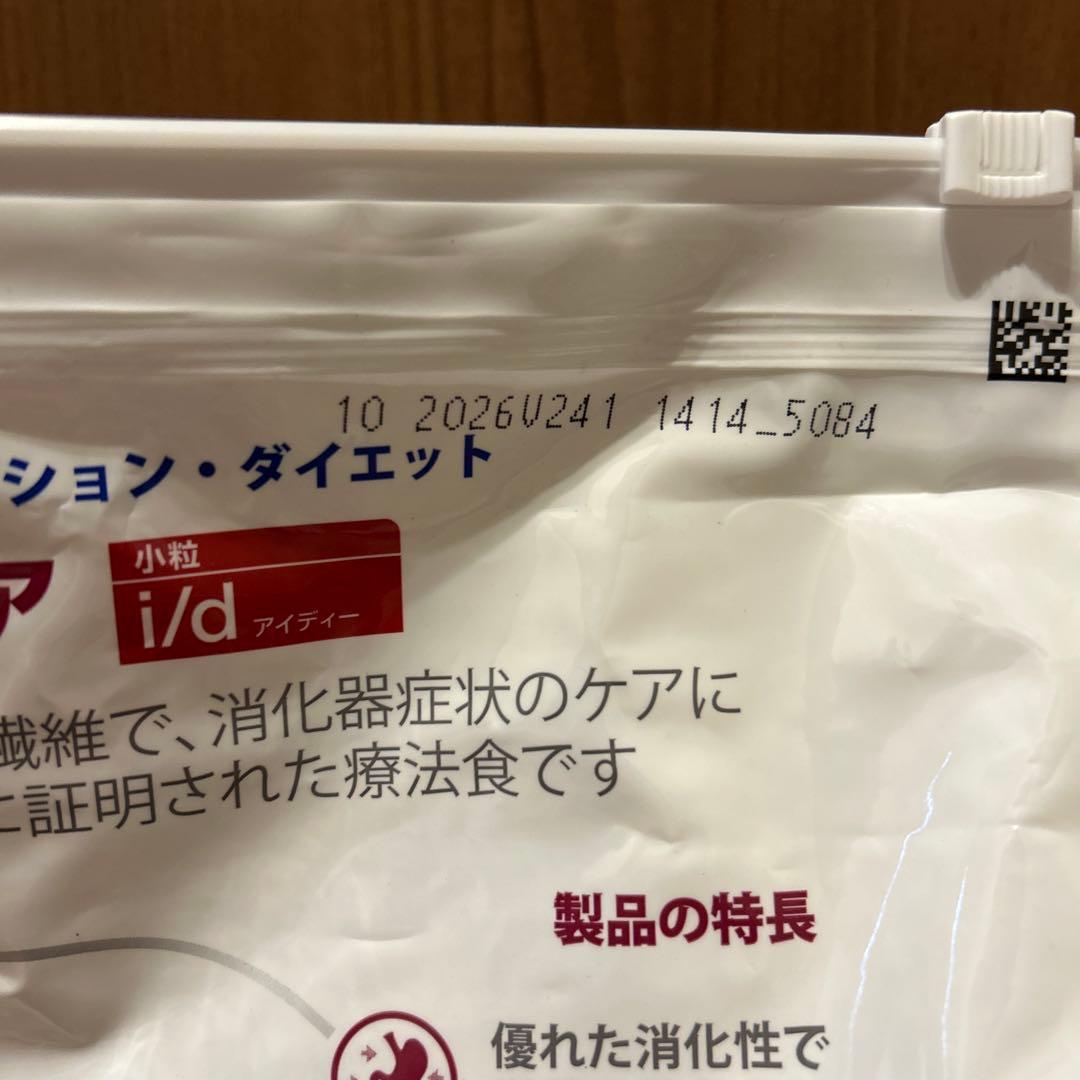 10 2026V241 1414_5084
ション・ダイエット
ア
小粒
i/d アイディー
繊維で、消化器症状のケアに
に証明された療法食です
製品の特長
優れた消化性で